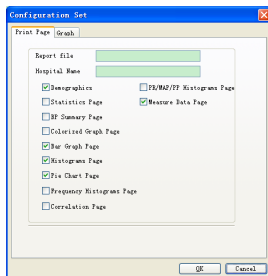 Configuration Set
Print Page Graph
Report file
Hospital Name
Demographics
PR/MAP/PP Histograms Page
Statistics Page
Measure Data Page
BP Summary Page
Colorized Graph Page
Bar Graph Page
Histograms Page
Pie Chart Page
Frequency Histograms Page
Correlation Page
OK Cancel